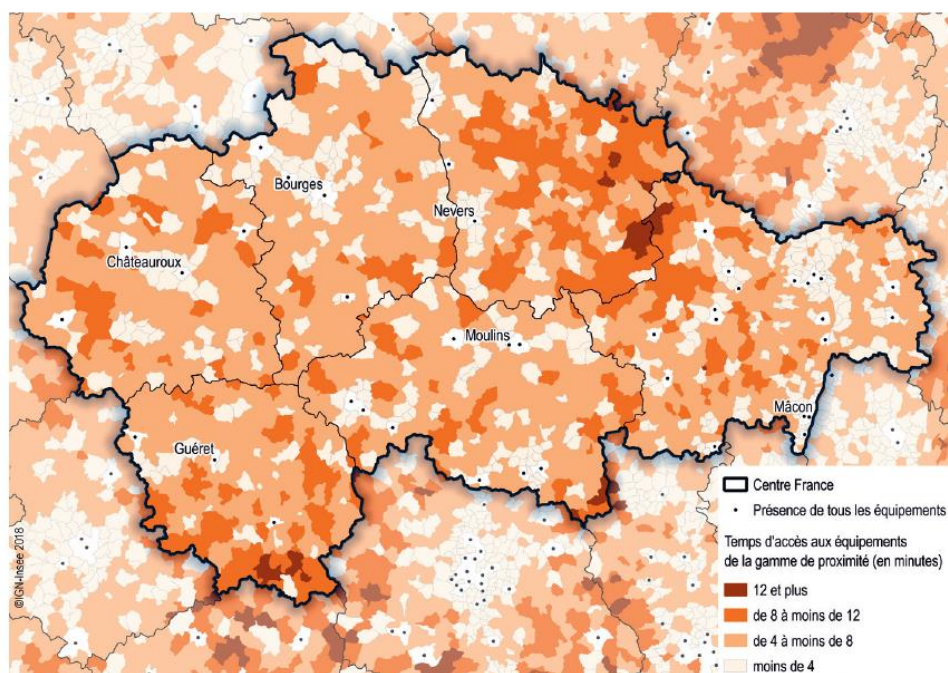 Bourges
Nevers
Châteauroux
Moulins
Mâcon
Guéret
Centre France
Présence de tous les équipements
Temps d'accès aux équipements
de la gamme de proximité (en minutes)
12 et plus
de 8 à moins de 12
de 4 à moins de 8
moins de 4
©IGN-Insee 2018